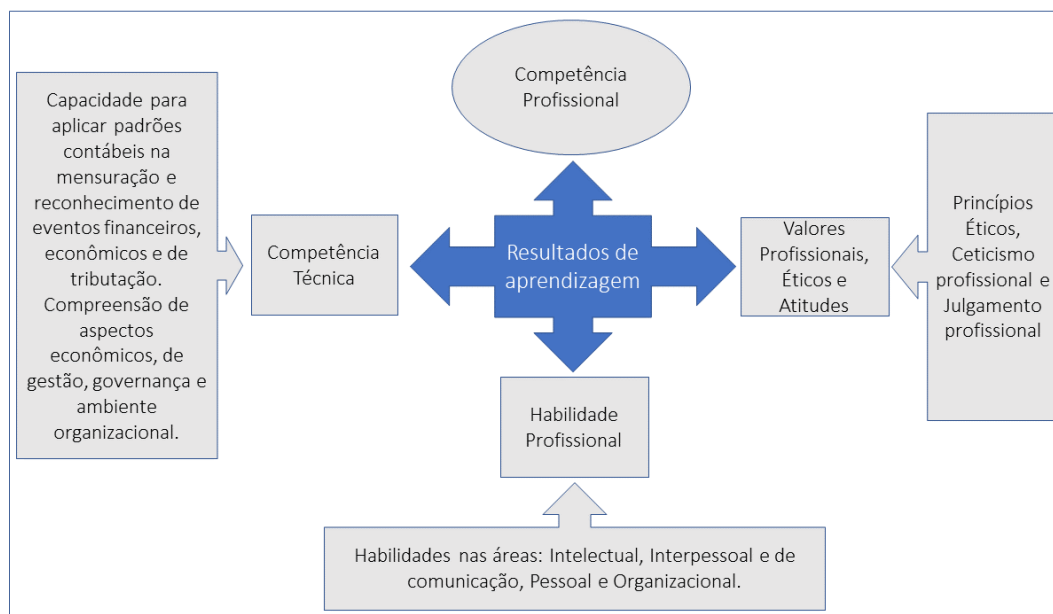 Competência
Profissional
Capacidade para
aplicar padrões
contábeis na
mensuração e
reconhecimento de
eventos financeiros,
econômicos e de
tributação.
Compreensão de
aspectos
econômicos, de
gestão, governança e
ambiente
organizacional.
Competência
Técnica
Resultados de
aprendizagem
Valores
Profissionais,
Éticos e
Atitudes
Princípios
Éticos,
Ceticismo
profissional e
Julgamento
profissional
Habilidade
Profissional
Habilidades nas áreas: Intelectual, Interpessoal e de
comunicação, Pessoal e Organizacional.